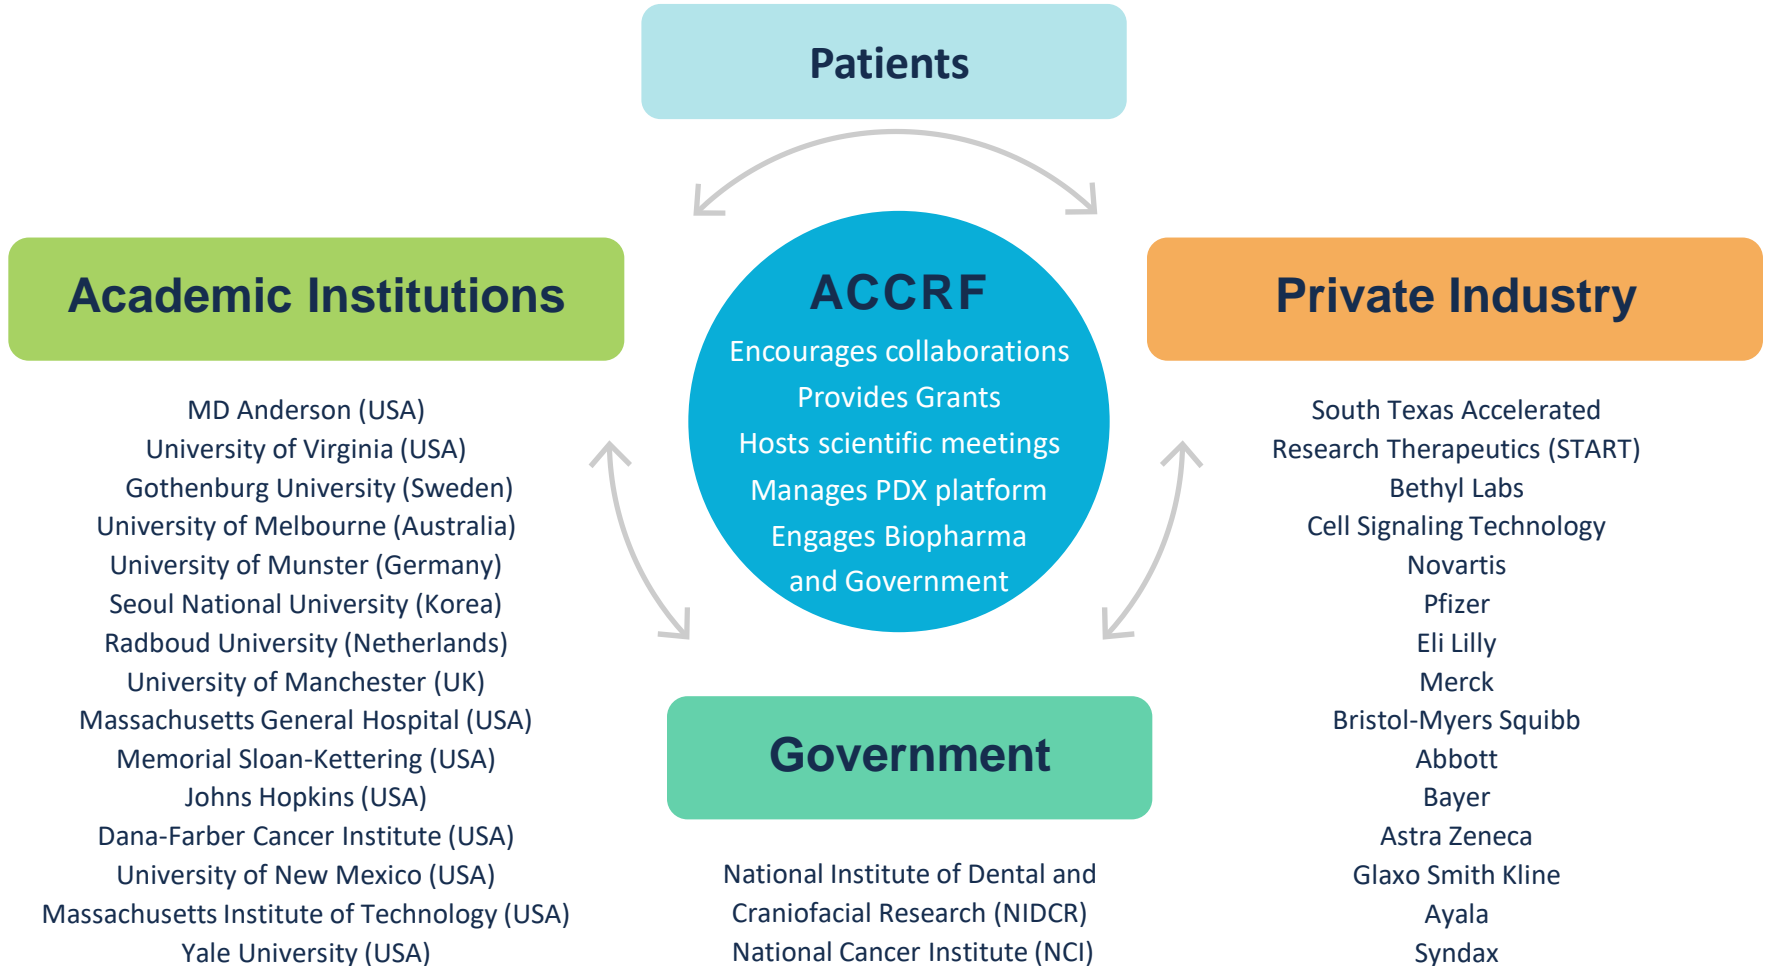 Patients
Academic Institutions
MD Anderson (USA)
University of Virginia (USA)
Gothenburg University (Sweden)
University of Melbourne (Australia)
University of Munster (Germany)
Seoul National University (Korea)
Radboud University (Netherlands)
University of Manchester (UK)
Massachusetts General Hospital (USA)
Memorial Sloan-Kettering (USA)
Johns Hopkins (USA)
Dana-Farber Cancer Institute (USA)
University of New Mexico (USA)
Massachusetts Institute of Technology (USA)
Yale University (USA)
ACCRF
Encourages collaborations
Provides Grants
Hosts scientific meetings
Manages PDX platform
Engages Biopharma
and Government
Government
National Institute of Dental and
Craniofacial Research (NIDCR)
National Cancer Institute (NCI)
Private Industry
South Texas Accelerated
Research Therapeutics (START)
Bethyl Labs
Cell Signaling Technology
Novartis
Pfizer
Eli Lilly
Merck
Bristol-Myers Squibb
Abbott
Bayer
Astra Zeneca
Glaxo Smith Kline
Ayala
Syndax